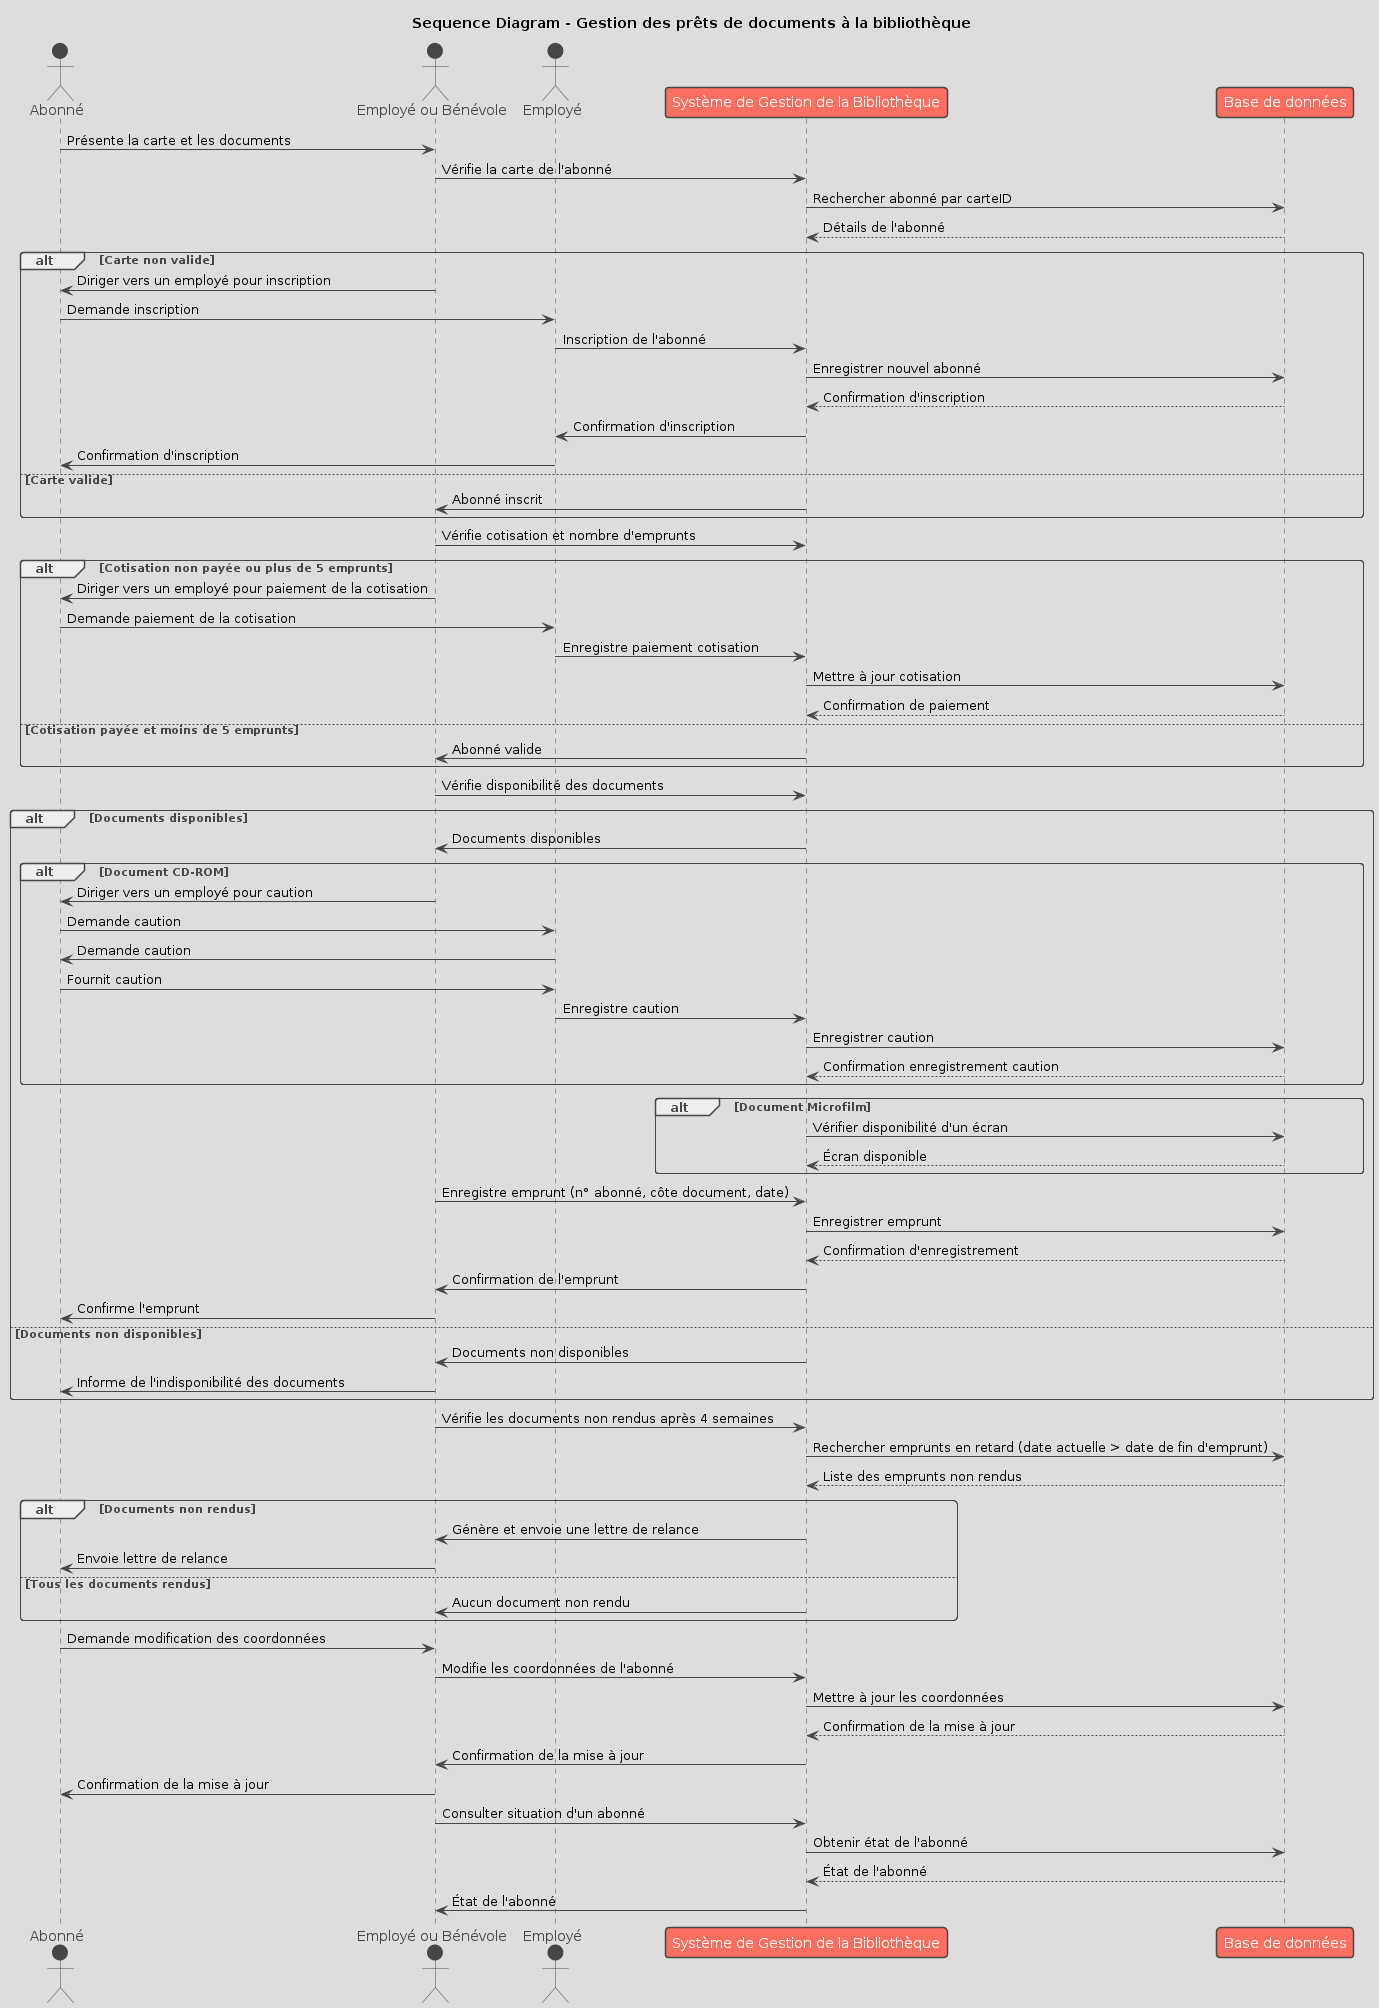 Sequence Diagram - Gestion des prêts de documents à la bibliothèque
Abonné
Employé ou Bénévole
Employé
Système de Gestion de la Bibliothèque
Base de données
Présente la carte et les documents
Vérifie la carte de l'abonné
Rechercher abonné par carteID
Détails de l'abonné
alt [Carte non valide]
Diriger vers un employé pour inscription
Demande inscription
Inscription de l'abonné
Enregistrer nouvel abonné
Confirmation d'inscription
Confirmation d'inscription
Confirmation d'inscription
[Carte valide]
Abonné inscrit
Vérifie cotisation et nombre d'emprunts
alt [Cotisation non payée ou plus de 5 emprunts]
Diriger vers un employé pour paiement de la cotisation
Demande paiement de la cotisation
Enregistre paiement cotisation
Mettre à jour cotisation
Confirmation de paiement
[Cotisation payée et moins de 5 emprunts]
Abonné valide
Vérifie disponibilité des documents
alt [Documents disponibles]
Documents disponibles
alt [Document CD-ROM]
Diriger vers un employé pour caution
Demande caution
Demande caution
Fournit caution
Enregistre caution
Enregistrer caution
Confirmation enregistrement caution
alt [Document Microfilm]
Vérifier disponibilité d'un écran
Écran disponible
Enregistre emprunt (n° abonné, côte document, date)
Enregistrer emprunt
Confirmation d'enregistrement
Confirmation de l'emprunt
Confirme l'emprunt
[Documents non disponibles]
Documents non disponibles
Informe de l'indisponibilité des documents
Vérifie les documents non rendus après 4 semaines
Rechercher emprunts en retard (date actuelle > date de fin d'emprunt)
Liste des emprunts non rendus
alt [Documents non rendus]
Génère et envoie une lettre de relance
Envoie lettre de relance
[Tous les documents rendus]
Aucun document non rendu
Demande modification des coordonnées
Modifie les coordonnées de l'abonné
Mettre à jour les coordonnées
Confirmation de la mise à jour
Confirmation de la mise à jour
Confirmation de la mise à jour
Consulter situation d'un abonné
Obtenir état de l'abonné
État de l'abonné
État de l'abonné
Abonné
Employé ou Bénévole
Employé
Système de Gestion de la Bibliothèque
Base de données